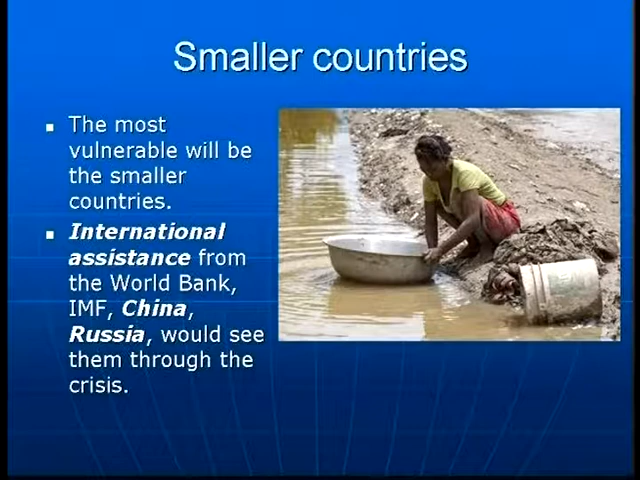 Smaller countries
The most
vulnerable will be
the smaller
countries.
International
assistance from
the World Bank,
IMF, China,
Russia, would see
them through the
crisis.